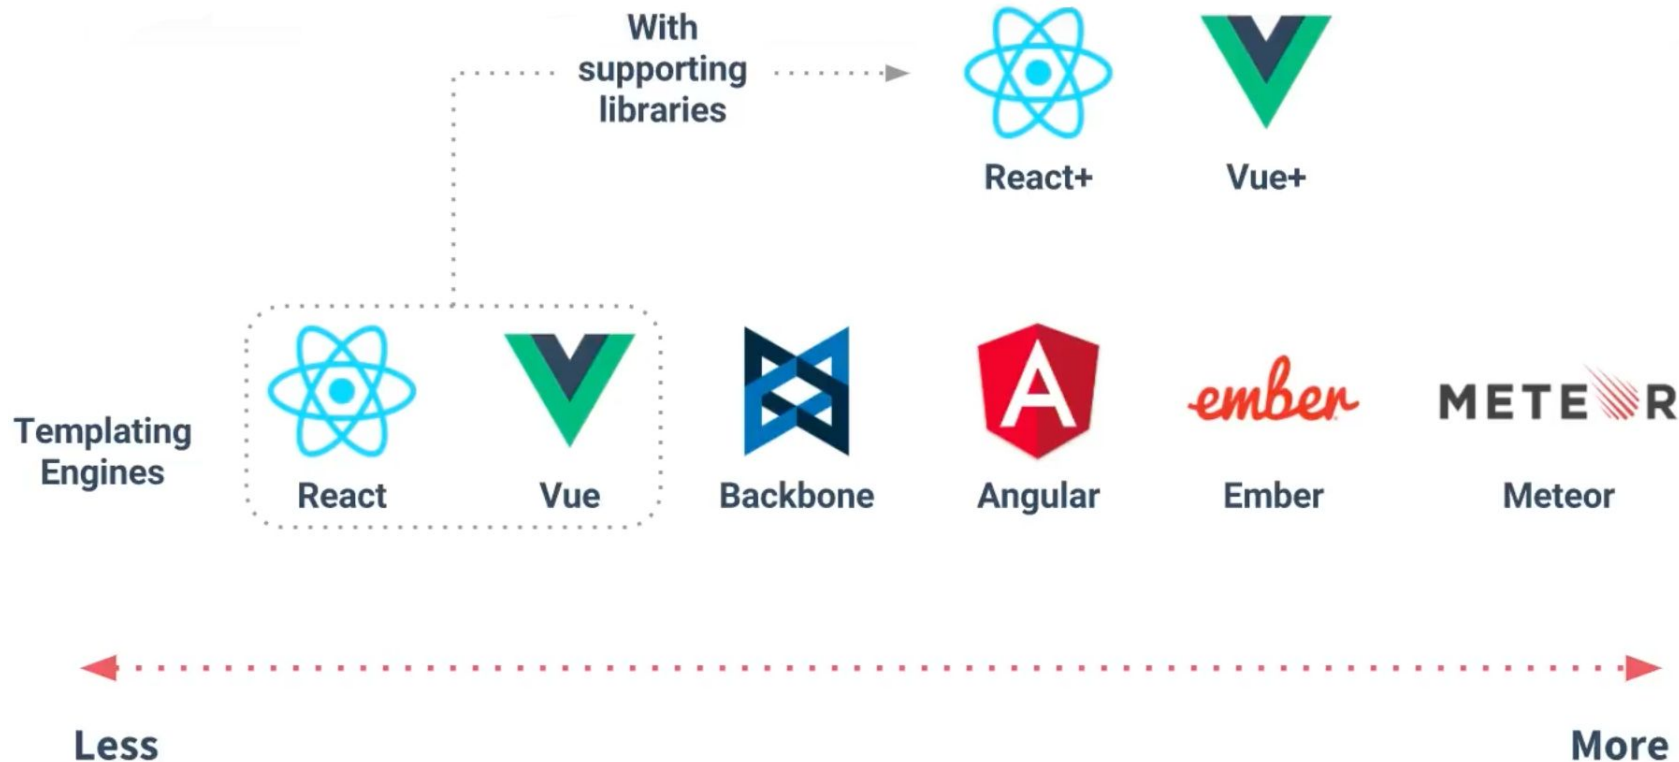 With
supporting
libraries
React+
Vue+
Templating
Engines
React
Vue
Backbone
A
Angular
ember
Ember
METEOR
Meteor
Less
More